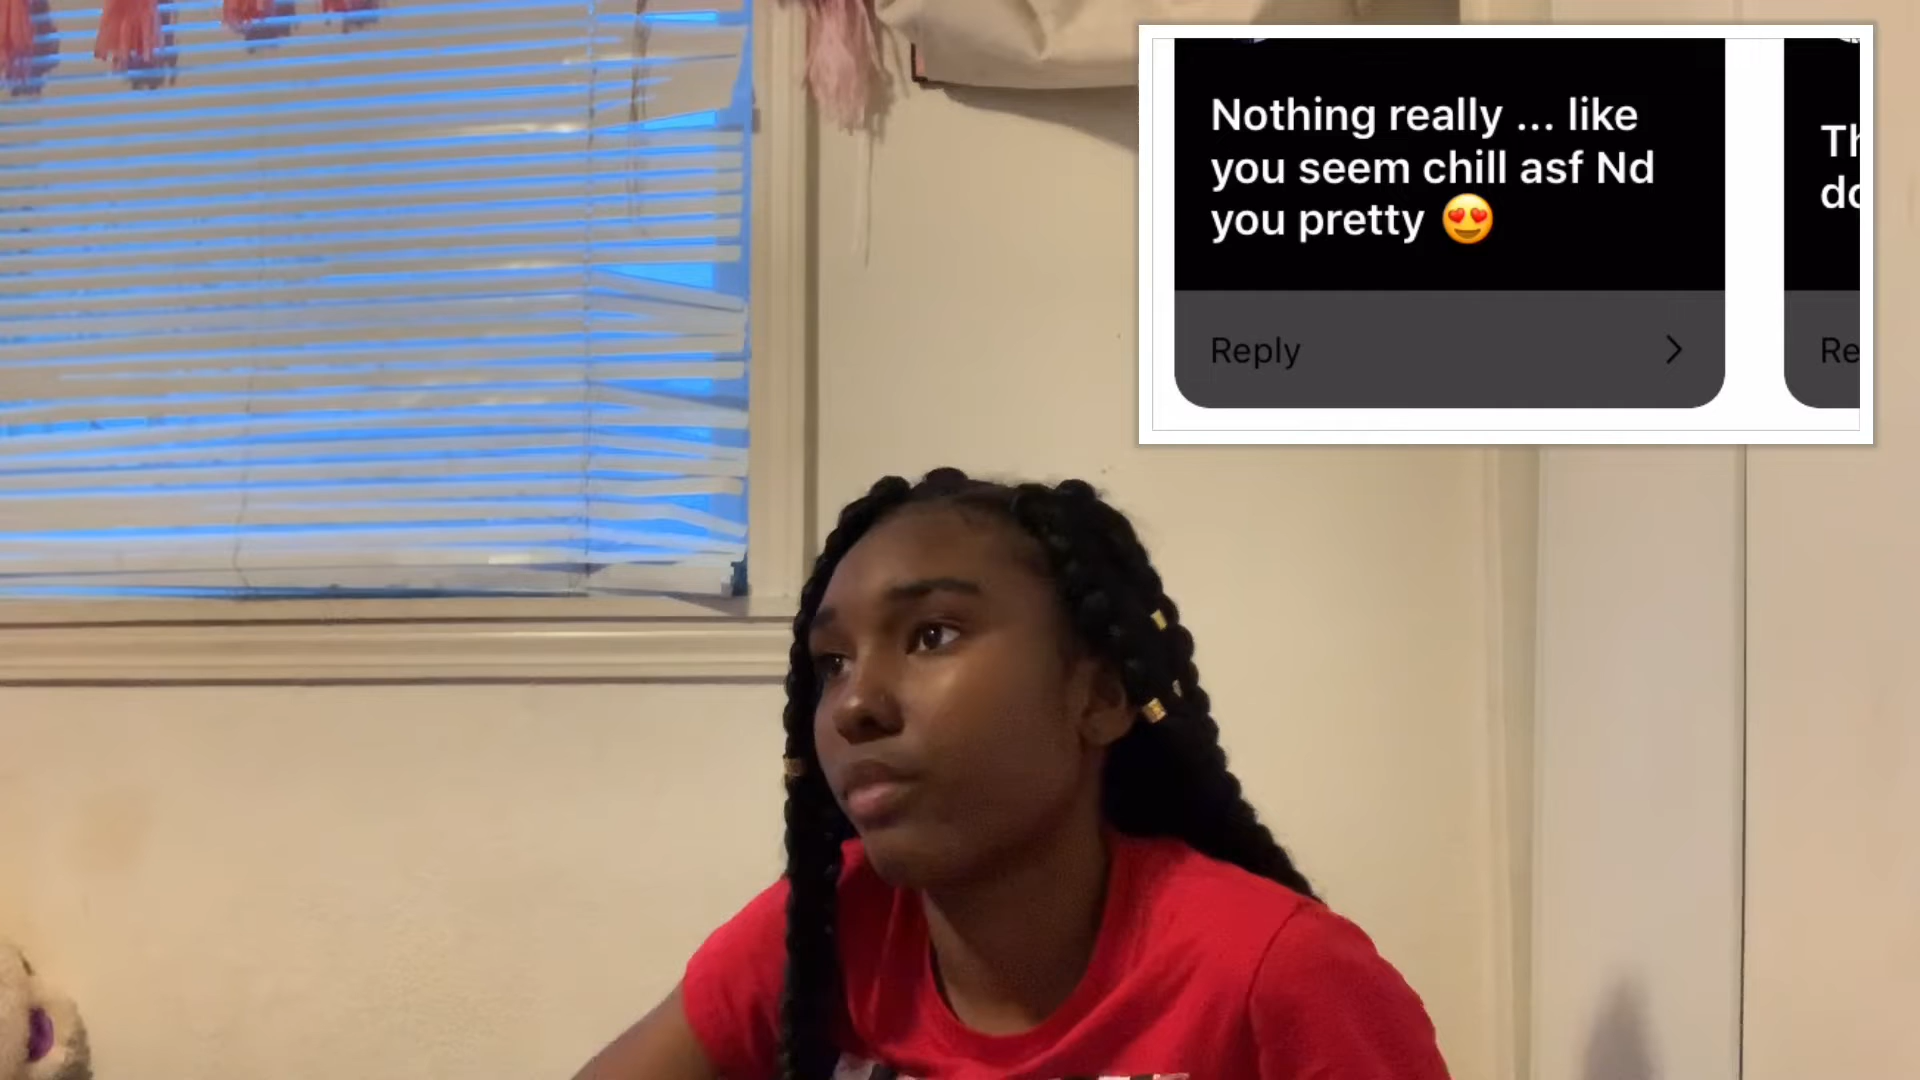 Nothing really ... like
you seem chill asf Nd
you pretty 😍
Reply